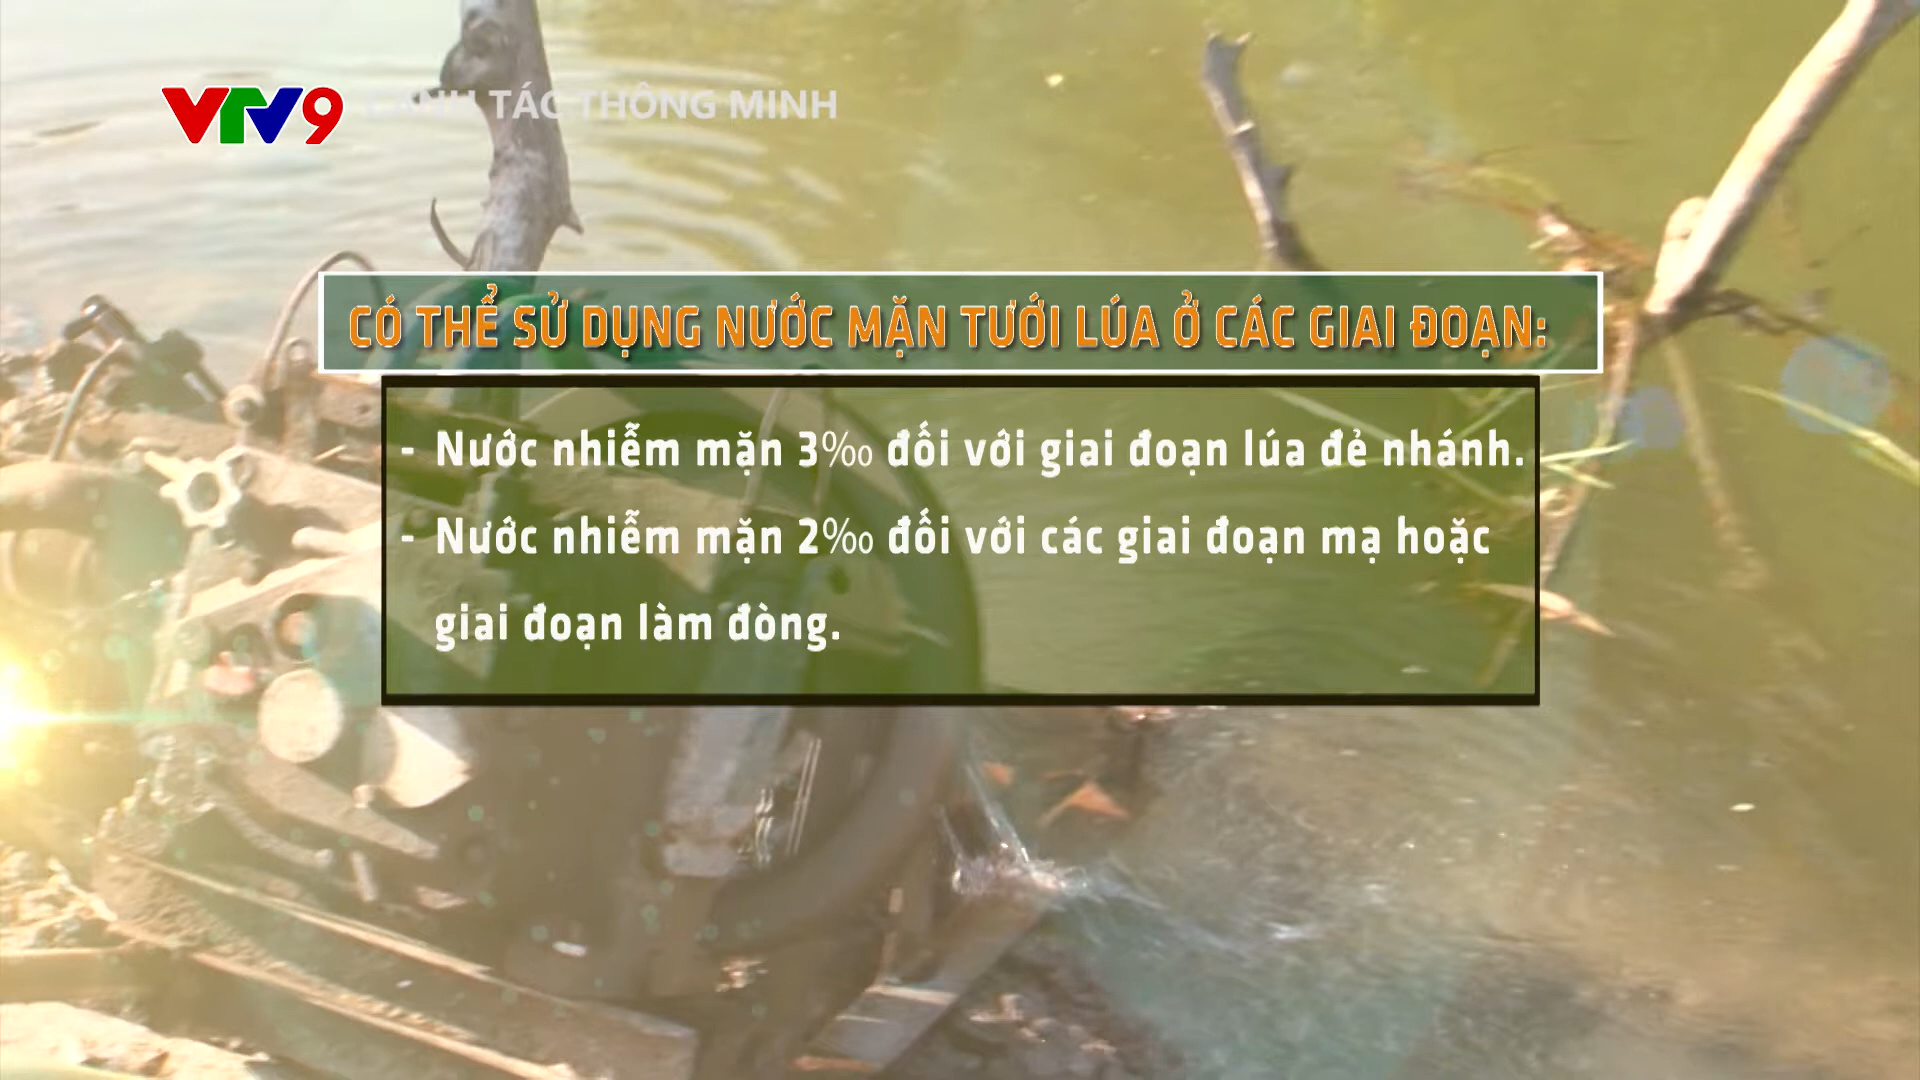 VTV9
CANH TÁC THÔNG MINH
CÓ THỂ SỬ DỤNG NƯỚC MẶN TƯỚI LÚA Ở CÁC GIAI ĐOẠN:
- Nước nhiễm mặn 3‰ đối với giai đoạn lúa đẻ nhánh.
- Nước nhiễm mặn 2‰ đối với các giai đoạn mạ hoặc
giai đoạn làm đòng.